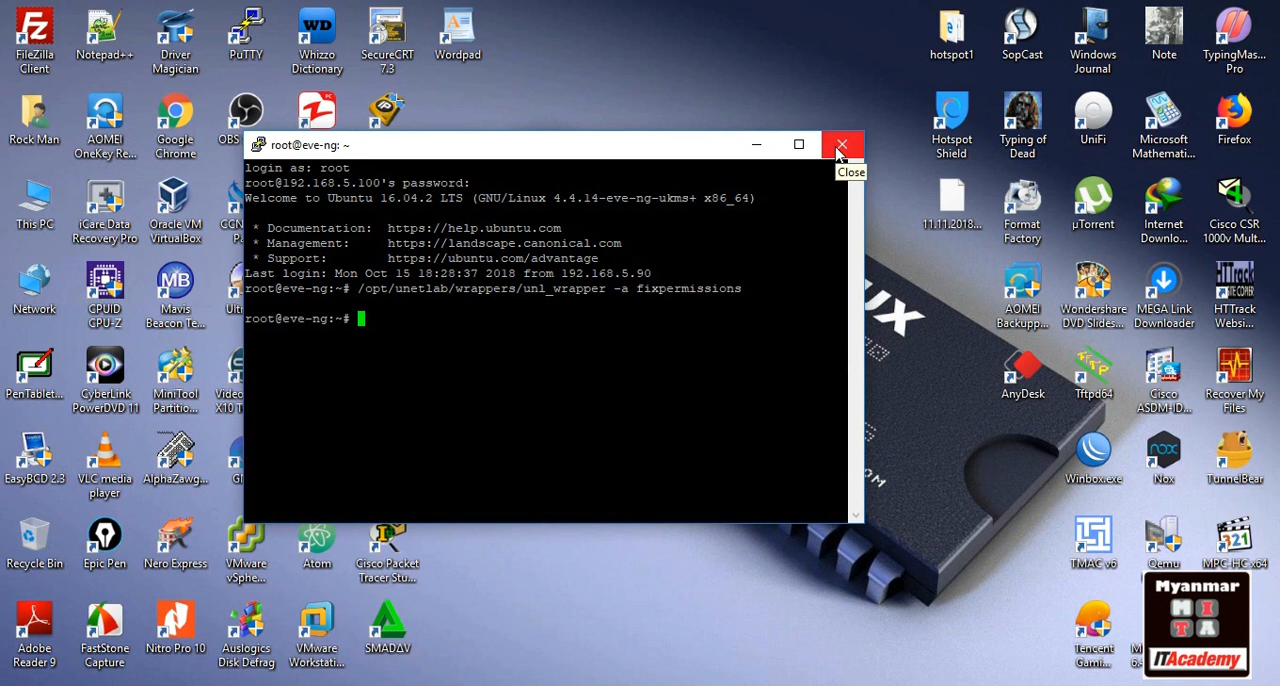 FileZilla
Client
Notepad++
Driver
Magician
PuTTY
WD
Whizzo
Dictionary
SecureCRT
7.3
Wordpad
hotspot1
SopCast
Windows
Journal
Note
TypingMas...
Pro
Rock Man
AOMEI
OneKey Re...
Google
Chrome
OBS
IP
Hotspot
Shield
Typing of
Dead
UniFi
Microsoft
Mathemati...
Firefox
root@eve-ng: ~
Close
login as: root
root@192.168.5.100's password:
Welcome to Ubuntu 16.04.2 LTS (GNU/Linux 4.4.14-eve-ng-ukms+ x86_64)
* Documentation:  https://help.ubuntu.com
* Management:     https://landscape.canonical.com
* Support:        https://ubuntu.com/advantage
Last login: Mon Oct 15 18:28:37 2018 from 192.168.5.90
root@eve-ng:~# /opt/unetlab/wrappers/unl_wrapper -a fixpermissions
root@eve-ng:~#
This PC
iCare Data
Recovery Pro
Oracle VM
VirtualBox
CCN
11.11.2018...
Format
Factory
µTorrent
Internet
Downlo...
Cisco CSR
1000v Mult...
Network
CPUID
CPU-Z
Mavis
Beacon Te...
AOMEI
Backupp...
Wondershare
DVD Slides...
MEGA Link
Downloader
HTTrack
Websi...
UX
PenTablet...
CyberLink
PowerDVD 11
MiniTool
Partitio...
Video
X10 T
AnyDesk
Tftpd64
Cisco
ASDM-ID...
Recover My
Files
EasyBCD 2.3
VLC media
player
AlphaZawg...
Winbox.exe
nox
Nox
TunnelBear
Recycle Bin
Epic Pen
Nero Express
VMware
vSphe...
Atom
Cisco Packet
Tracer Stu...
TMAC v6
Qemu
321
MPC-HC x64
Adobe
Reader 9
FastStone
Capture
Nitro Pro 10
Auslogics
Disk Defrag
VMware
Workstati...
SMADΔV
Tencent
Gami...
Myanmar
M I
T A
ITAcademy